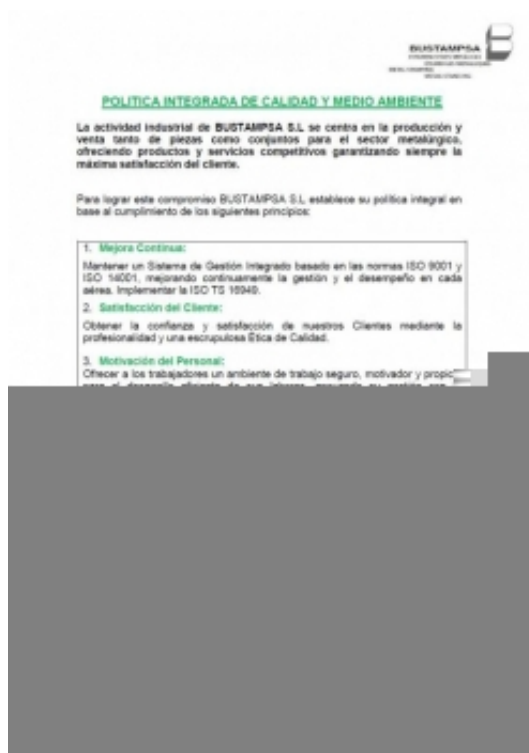 BUSTAMPSA
POLITICA INTEGRADA DE CALIDAD Y MEDIO AMBIENTE
La actividad industrial de BUSTAMPSA S.L se centra en la producción y
venta tanto de piezas como conjuntos para el sector metalúrgico,
ofreciendo productos y servicios competitivos garantizando siempre la
máxima satisfacción del cliente.
Para lograr este compromiso BUSTAMPSA S.L establece su política integral en
base al cumplimiento de los siguientes principios:
1. Mejora Continua:
Mantener un Sistema de Gestión Integrado basado en las normas ISO 9001 y
ISO 14001, mejorando continuamente la gestión y el desempeño en cada
aérea. Implementar la ISO TS 16949.
2. Satisfacción del Cliente:
Obtener la confianza y satisfacción de nuestros Clientes mediante la
profesionalidad y una escrupulosa Ética de Calidad.
3. Motivación del Personal:
Ofrecer a los trabajadores un ambiente de trabajo seguro, motivador y